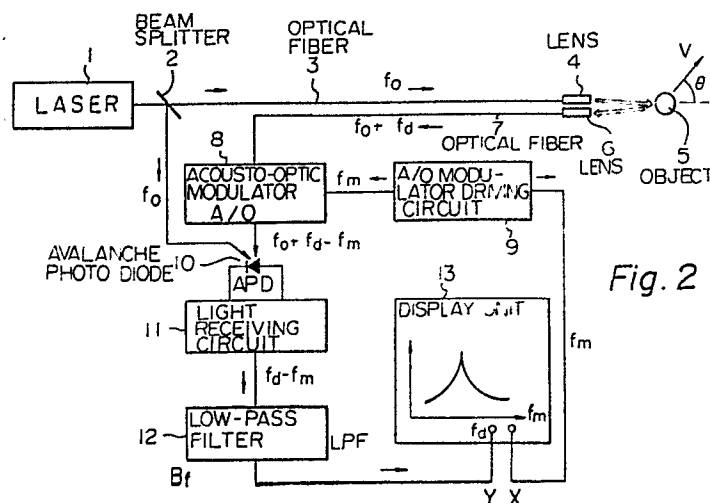 BEAM
SPLITTER
2
OPTICAL
FIBER
3
LENS
4
V
θ
1
LASER
f₀
7
f₀+ fd
OPTICAL FIBER
6
LENS
5
OBJECT
8
ACOUSTO-OPTIC
MODULATOR
A/O
fm
A/O MODU-
LATOR DRIVING
CIRCUIT
9
f₀
f₀+ fd- fm
AVALANCHE
PHOTO DIODE
10
APD
13
DISPLAY UNIT
Fig. 2
11
LIGHT
RECEIVING
CIRCUIT
fm
fd-fm
fm
fd
12
LOW-PASS
FILTER
LPF
Bf
Y X